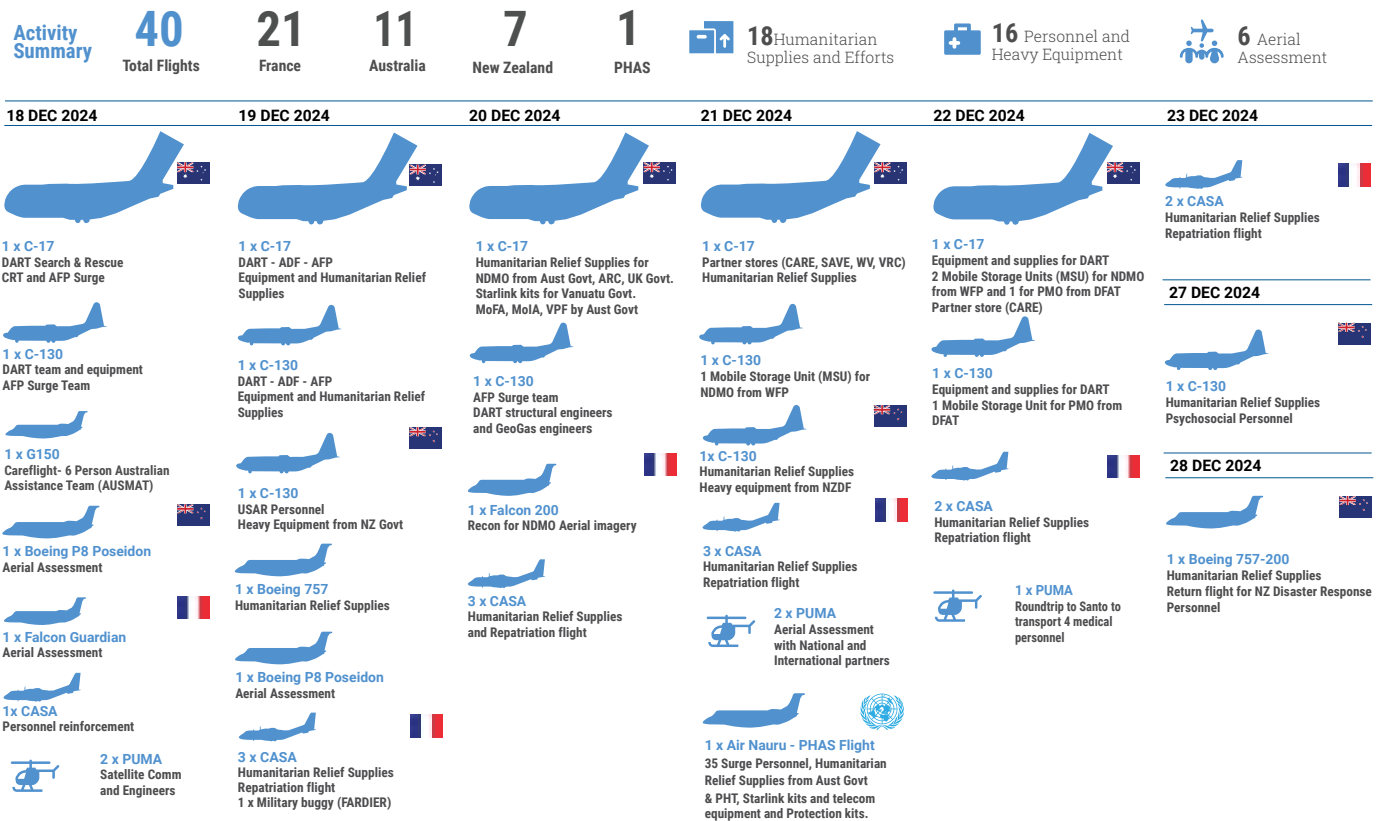 Activity
Summary
40
Total Flights
21
France
11
Australia
7
New Zealand
1
PHAS
18Humanitarian
Supplies and Efforts
16 Personnel and
Heavy Equipment
6 Aerial
Assessment
18 DEC 2024
1 x C-17
DART Search & Rescue
CRT and AFP Surge
1 x C-130
DART team and equipment
AFP Surge Team
1 x G150
Careflight- 6 Person Australian
Assistance Team (AUSMAT)
1 x Boeing P8 Poseidon
Aerial Assessment
1 x Falcon Guardian
Aerial Assessment
1x CASA
Personnel reinforcement
2 x PUMA
Satellite Comm
and Engineers
19 DEC 2024
1 x C-17
DART - ADF - AFP
Equipment and Humanitarian Relief
Supplies
1 x C-130
DART - ADF - AFP
Equipment and Humanitarian Relief
Supplies
1 x C-130
USAR Personnel
Heavy Equipment from NZ Govt
1 x Boeing 757
Humanitarian Relief Supplies
1 x Boeing P8 Poseidon
Aerial Assessment
3 x CASA
Humanitarian Relief Supplies
Repatriation flight
1 x Military buggy (FARDIER)
20 DEC 2024
1 x C-17
Humanitarian Relief Supplies for
NDMO from Aust Govt, ARC, UK Govt.
Starlink kits for Vanuatu Govt.
MoFA, MoIA, VPF by Aust Govt
1 x C-130
AFP Surge team
DART structural engineers
and GeoGas engineers
1 x Falcon 200
Recon for NDMO Aerial imagery
3 x CASA
Humanitarian Relief Supplies
and Repatriation flight
21 DEC 2024
1 x C-17
Partner stores (CARE, SAVE, WV, VRC)
Humanitarian Relief Supplies
1 x C-130
1 Mobile Storage Unit (MSU) for
NDMO from WFP
1x C-130
Humanitarian Relief Supplies
Heavy equipment from NZDF
3 x CASA
Humanitarian Relief Supplies
Repatriation flight
2 x PUMA
Aerial Assessment
with National and
International partners
1 x Air Nauru - PHAS Flight
35 Surge Personnel, Humanitarian
Relief Supplies from Aust Govt
& PHT, Starlink kits and telecom
equipment and Protection kits.
22 DEC 2024
1 x C-17
Equipment and supplies for DART
2 Mobile Storage Units (MSU) for NDMO
from WFP and 1 for PMO from DFAT
Partner store (CARE)
1 x C-130
Equipment and supplies for DART
1 Mobile Storage Unit for PMO from
DFAT
2 x CASA
Humanitarian Relief Supplies
Repatriation flight
1 x PUMA
Roundtrip to Santo to
transport 4 medical
personnel
23 DEC 2024
2 x CASA
Humanitarian Relief Supplies
Repatriation flight
27 DEC 2024
1 x C-130
Humanitarian Relief Supplies
Psychosocial Personnel
28 DEC 2024
1 x Boeing 757-200
Humanitarian Relief Supplies
Return flight for NZ Disaster Response
Personnel